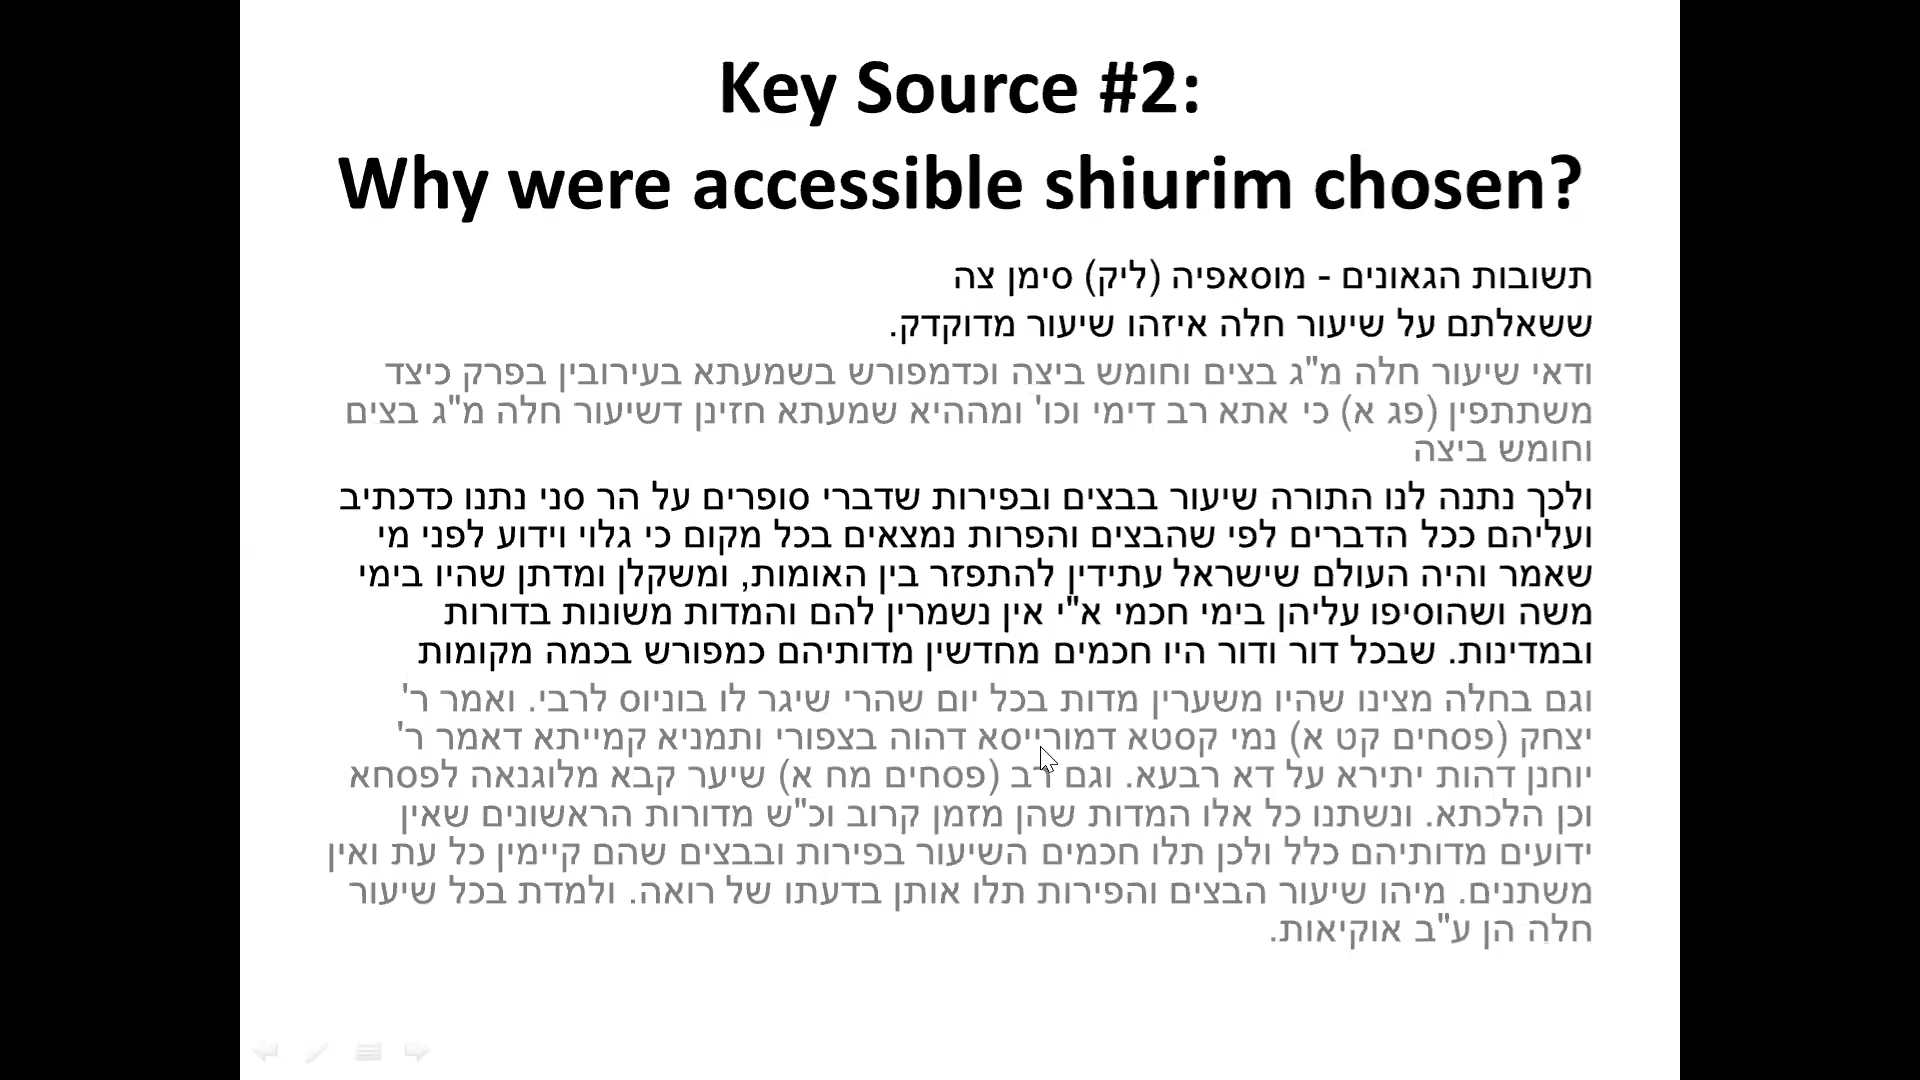 Key Source #2:
Why were accessible shiurim chosen?
תשובות הגאונים - מוסאפיה (ליק) סימן צה
ששאלתם על שיעור חלה איזהו שיעור מדוקדק.
ודאי שיעור חלה מ"ג בצים וחומש ביצה וכדמפורש בשמעתא בעירובין בפרק כיצד
משתתפין (פג א) כי אתא רב דימי וכו' ומההיא שמעתא חזינן דשיעור חלה מ"ג בצים
וחומש ביצה
ולכך נתנה לנו התורה שיעור בבצים ובפירות שדברי סופרים על הר סני נתנו כדכתיב
ועליהם ככל הדברים לפי שהבצים והפרות נמצאים בכל מקום כי גלוי וידוע לפני מי
שאמר והיה העולם שישראל עתידין להתפזר בין האומות, ומשקלן ומדתן שהיו בימי
משה ושהוסיפו עליהן בימי חכמי א"י אין נשמרין להם והמדות משונות בדורות
ובמדינות. שבכל דור ודור היו חכמים מחדשין מדותיהם כמפורש בכמה מקומות
וגם בחלה מצינו שהיו משערין מדות בכל יום שהרי שיגר לו בוניוס לרבי. ואמר ר'
יצחק (פסחים קט א) נמי קסטא דמורייסא דהוה בצפורי ותמניא קמייתא דאמר ר'
יוחנן דהות יתירא על דא רבעא. וגם רב (פסחים מח א) שיער קבא מלוגנאה לפסחא
וכן הלכתא. ונשתנו כל אלו המדות שהן מזמן קרוב וכ"ש מדורות הראשונים שאין
ידועים מדותיהם כלל ולכן תלו חכמים השיעור בפירות ובבצים שהם קיימין כל עת ואין
משתנים. מיהו שיעור הבצים והפירות תלו אותן בדעתו של רואה. ולמדת בכל שיעור
חלה הן ע"ב אוקיאות.